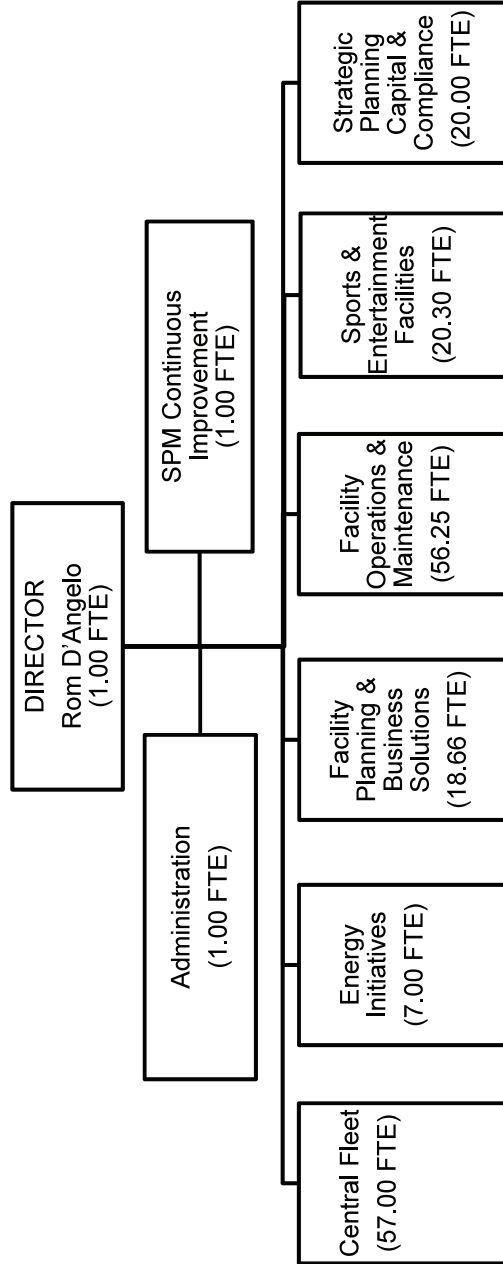 DIRECTOR
Rom D'Angelo
(1.00 FTE)
Administration
(1.00 FTE)
SPM Continuous
Improvement
(1.00 FTE)
Central Fleet
(57.00 FTE)
Energy
Initiatives
(7.00 FTE)
Facility
Planning &
Business
Solutions
(18.66 FTE)
Facility
Operations &
Maintenance
(56.25 FTE)
Sports &
Entertainment
Facilities
(20.30 FTE)
Strategic
Planning
Capital &
Compliance
(20.00 FTE)